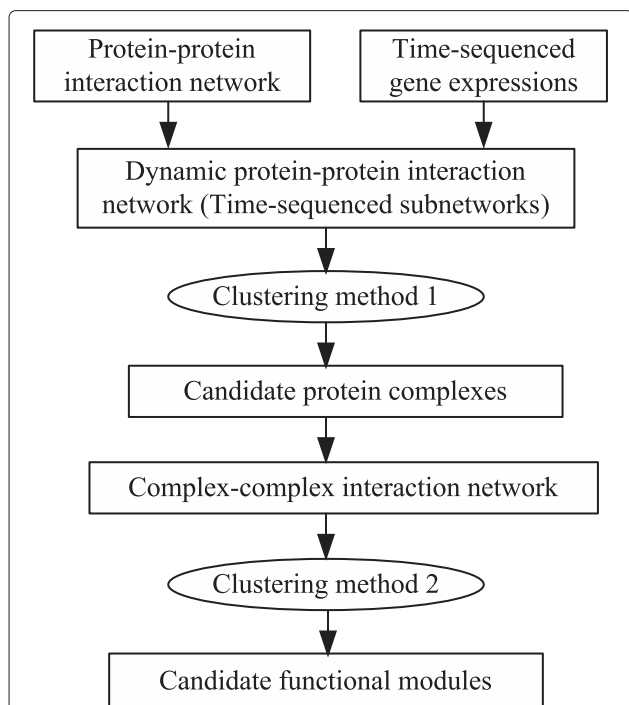 Protein-protein
interaction network
Time-sequenced
gene expressions
Dynamic protein-protein interaction
network (Time-sequenced subnetworks)
Clustering method 1
Candidate protein complexes
Complex-complex interaction network
Clustering method 2
Candidate functional modules